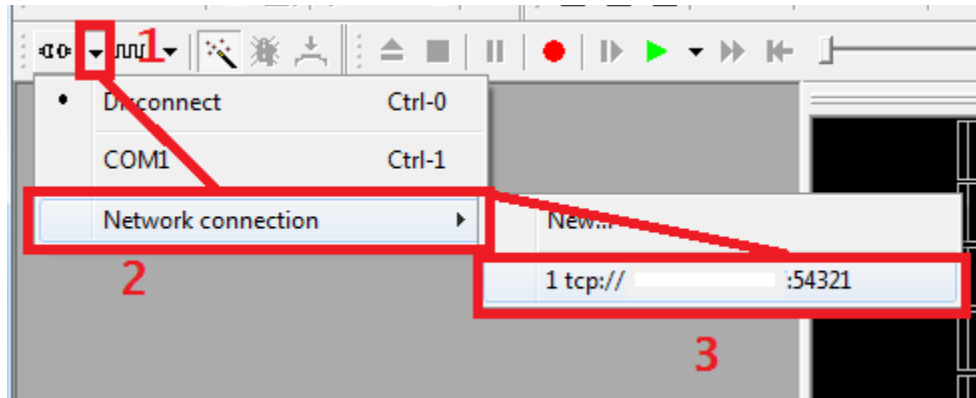 1
Disconnect Ctrl-0
COM1 Ctrl-1
Network connection
New...
2
1 tcp:// :54321
3